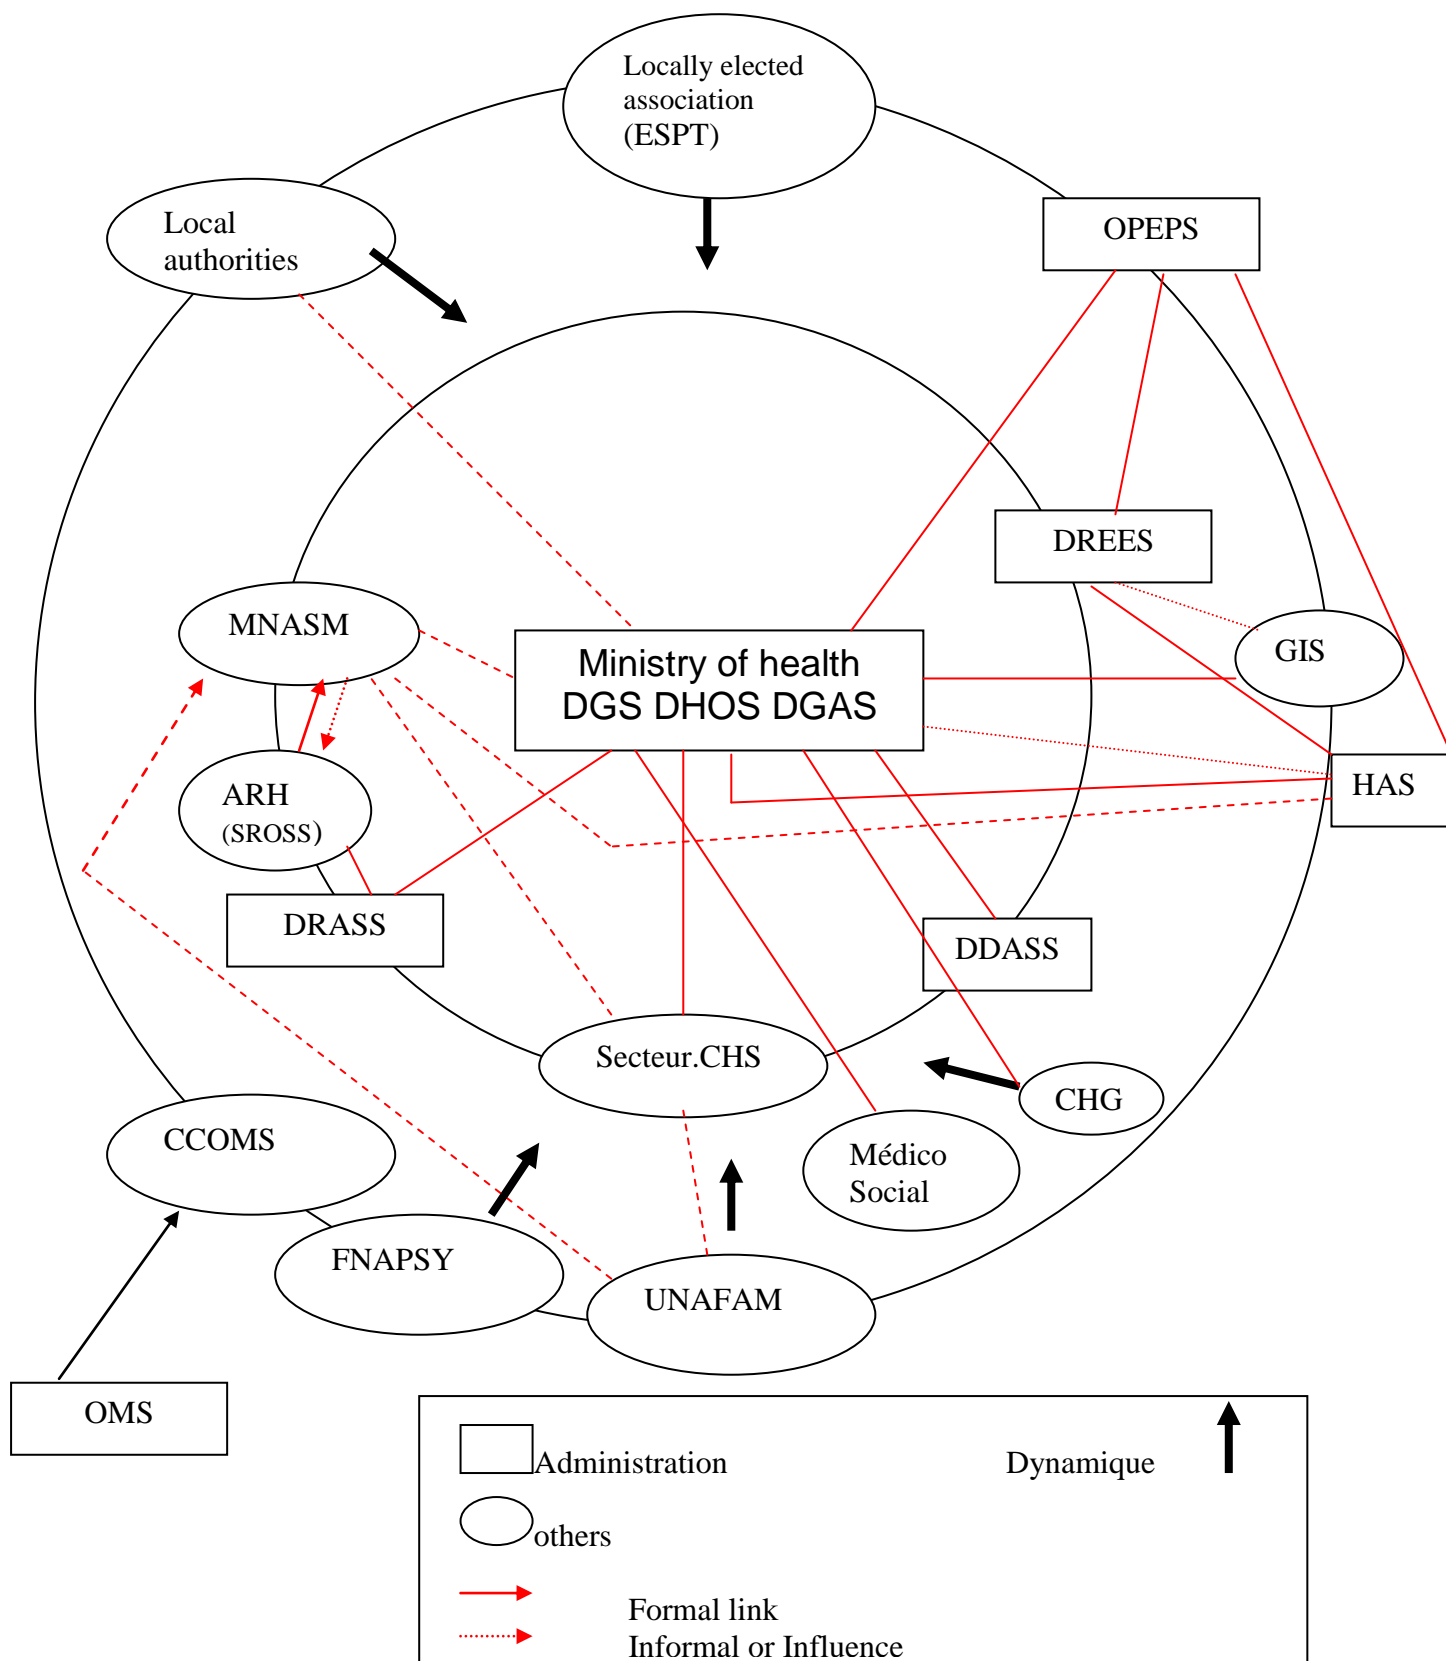 Locally elected
association
(ESPT)
Local
authorities
OPEPS
DREES
MNASM
GIS
Ministry of health
DGS DHOS DGAS
HAS
ARH
(SROSS)
DRASS
DDASS
Secteur.CHS
CHG
CCOMS
Médico
Social
FNAPSY
UNAFAM
OMS
Administration
Dynamique
others
Formal link
Informal or Influence